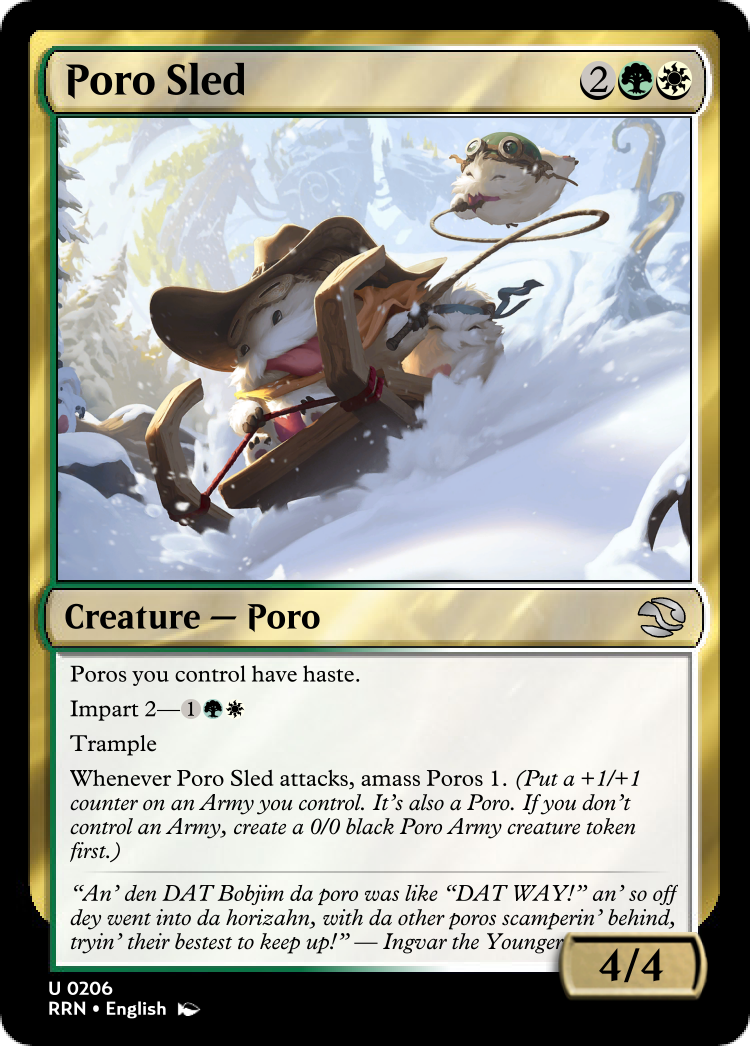 Poro Sled 2
Creature — Poro
Poros you control have haste.
Impart 2—1
Trample
Whenever Poro Sled attacks, amass Poros 1. (Put a +1/+1
counter on an Army you control. It's also a Poro. If you don't
control an Army, create a 0/0 black Poro Army creature token
first.)
“An’ den DAT Bobjim da poro was like “DAT WAY!” an’ so off
dey went into da horizahn, with da other poros scamperin’ behind,
tryin’ their bestest to keep up!” — Ingvar the Younger
4/4
U 0206
RRN • English